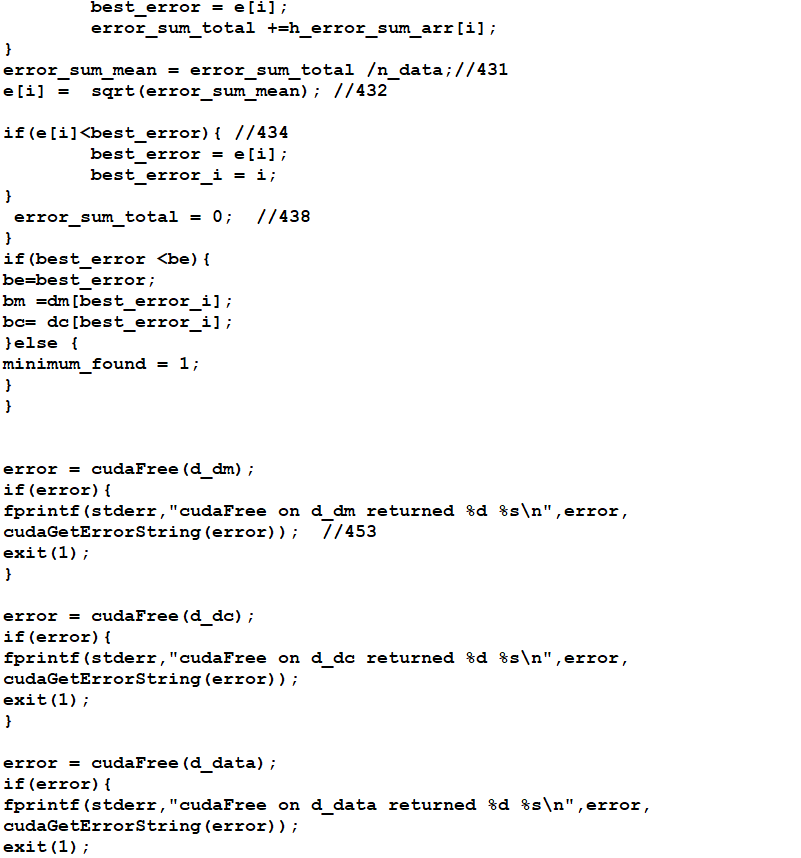 best_error = e[i];
error_sum_total +=h_error_sum_arr[i];
}
error_sum_mean = error_sum_total /n_data;//431
e[i] =  sqrt(error_sum_mean); //432
if(e[i]<best_error){ //434
best_error = e[i];
best_error_i = i;
}
error_sum_total = 0;  //438
}
if(best_error <be){
be=best_error;
bm =dm[best_error_i];
bc= dc[best_error_i];
}else {
minimum_found = 1;
}
}
error = cudaFree(d_dm);
if(error){
fprintf(stderr,"cudaFree on d_dm returned %d %s\n",error,
cudaGetErrorString(error));  //453
exit(1);
}
error = cudaFree(d_dc);
if(error){
fprintf(stderr,"cudaFree on d_dc returned %d %s\n",error,
cudaGetErrorString(error));
exit(1);
}
error = cudaFree(d_data);
if(error){
fprintf(stderr,"cudaFree on d_data returned %d %s\n",error,
cudaGetErrorString(error));
exit(1);